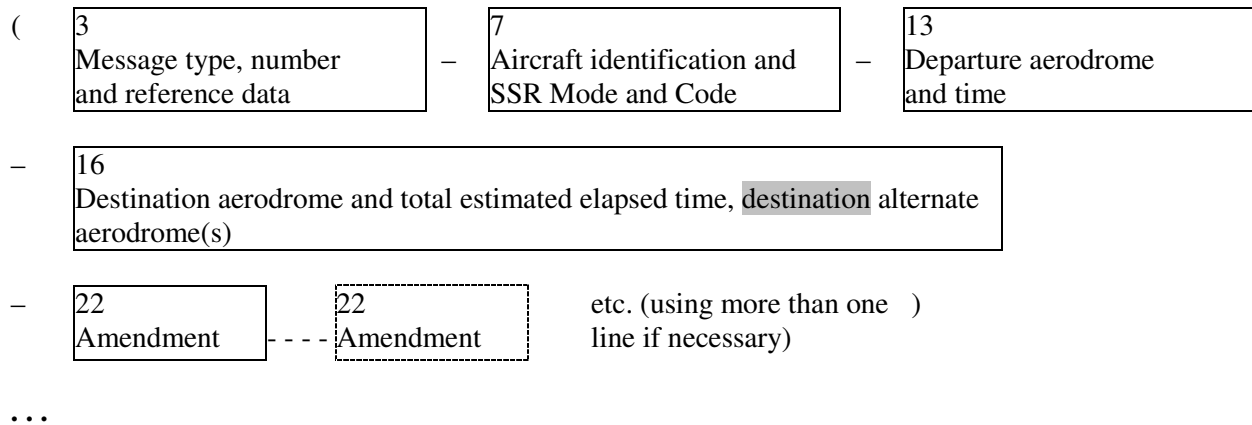 ( 3 7 13
Message type, number – Aircraft identification and – Departure aerodrome
and reference data SSR Mode and Code and time
– 16
Destination aerodrome and total estimated elapsed time, destination alternate
aerodrome(s)
– 22 22 etc. (using more than one )
Amendment - - - - Amendment line if necessary)
. . .